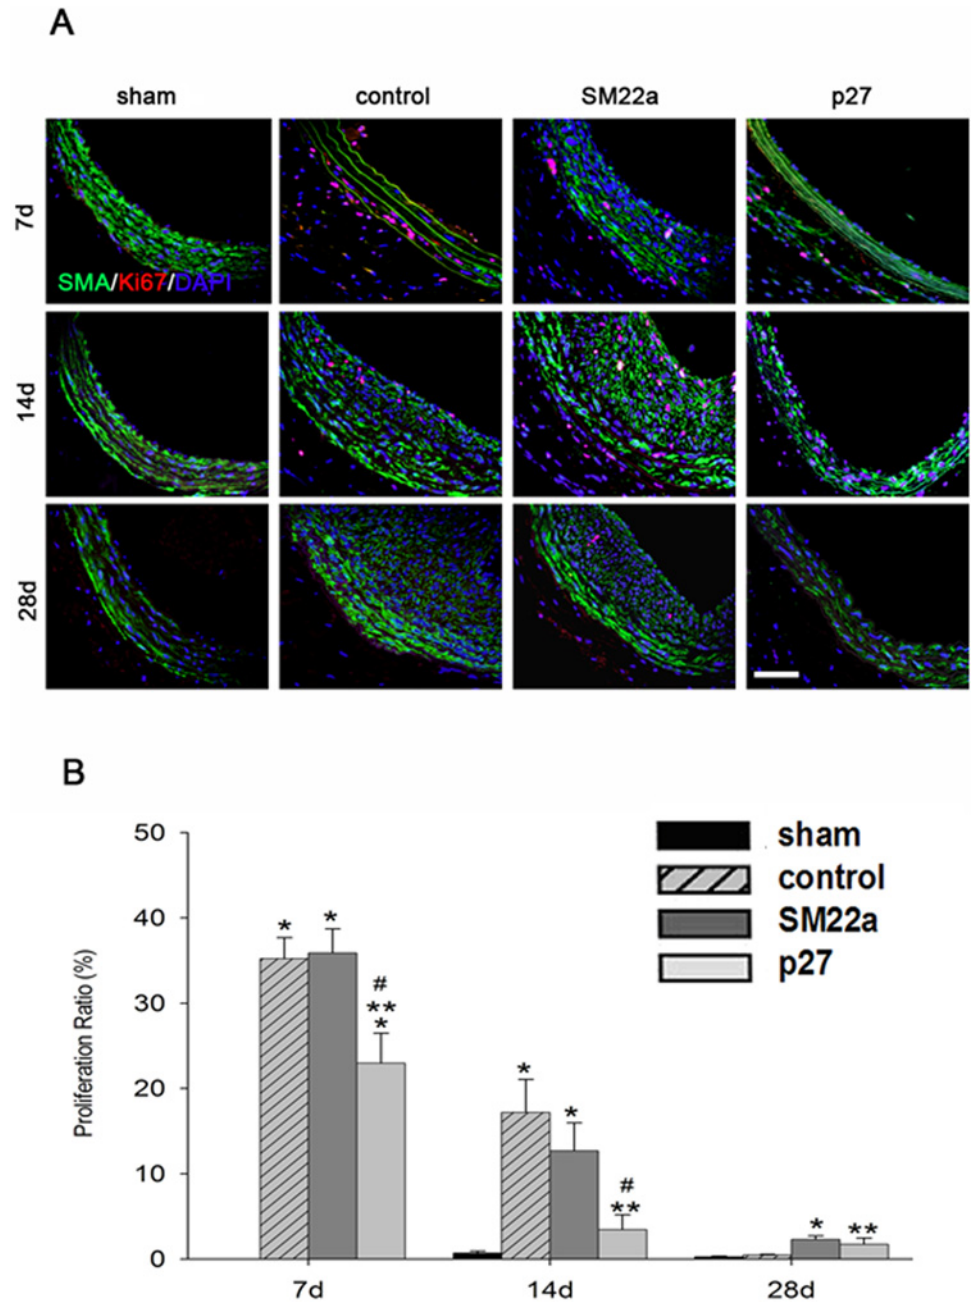 A
sham control SM22a p27
7d
SMA/Ki67/DAPI
14d
28d
B
50
40
30
20
10
0
Proliferation Ratio (%)
sham
control
SM22a
p27
* * # ** *
* * # **
* **
7d 14d 28d